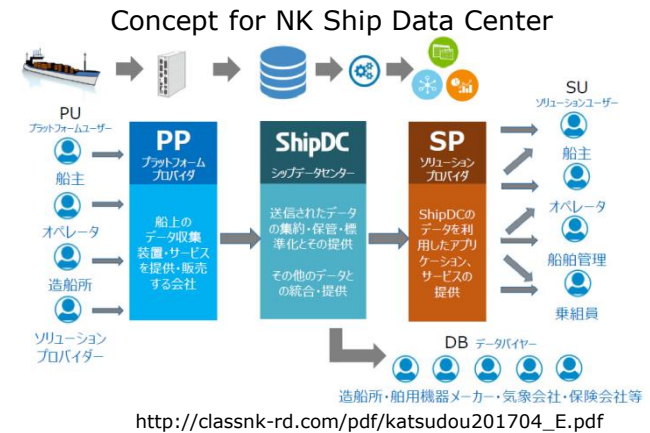 Concept for NK Ship Data Center
PU
プラットフォームユーザー
船主
オペレータ
造船所
ソリューション
プロバイダー
PP
プラットフォーム
プロバイダ
船上の
データ収集
装置・サービス
を提供・販売
する会社
ShipDC
シップデータセンター
送信されたデータ
の集約・保管・標
準化とその提供
その他のデータと
の統合・提供
SP
ソリューション
プロバイダ
ShipDCの
データを利
用したアプリ
ケーション、
サービスの
提供
SU
ソリューションユーザー
船主
オペレータ
船舶管理
乗組員
DB データバイヤー
造船所・舶用機器メーカー・気象会社・保険会社等
http://classnk-rd.com/pdf/katsudou201704_E.pdf